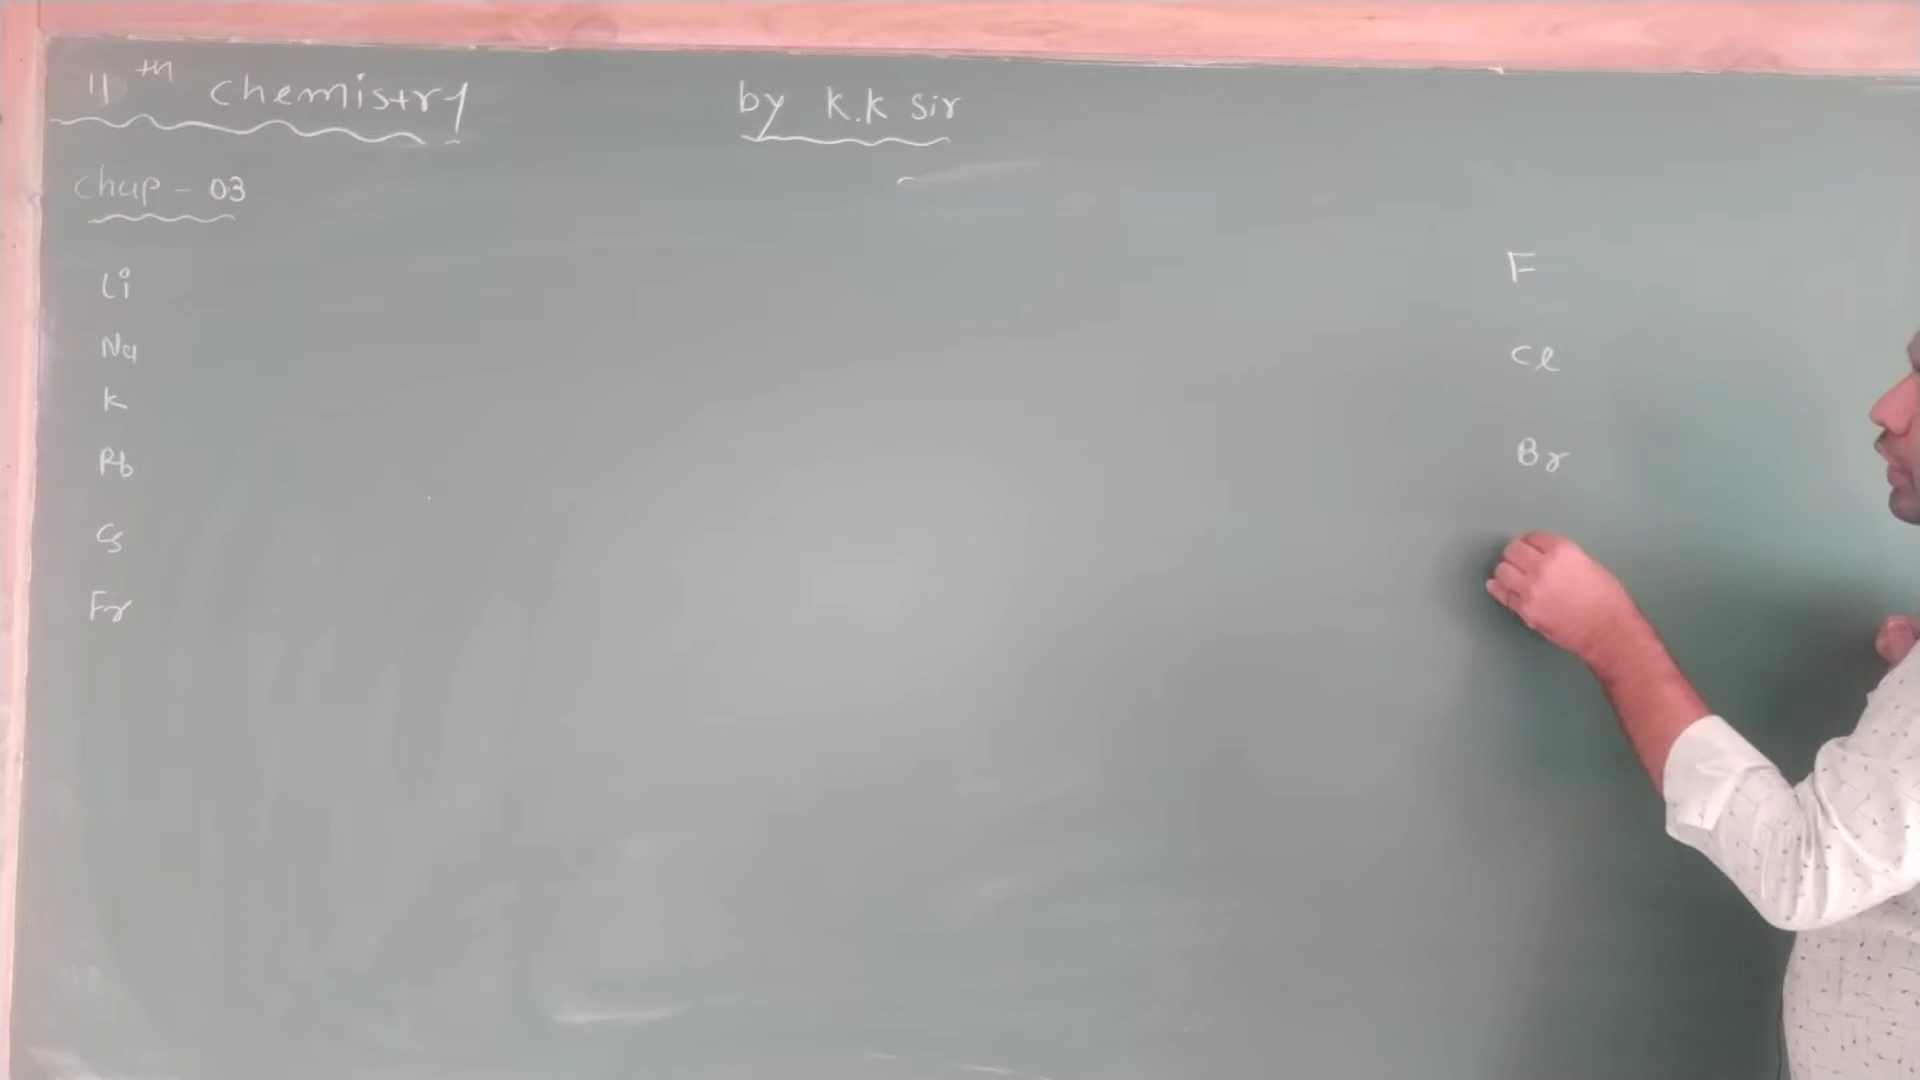 11th chemistry by K.K Sir
Chap - 03
Li
Na
K
Rb
Cs
Fr
F
Cl
Br